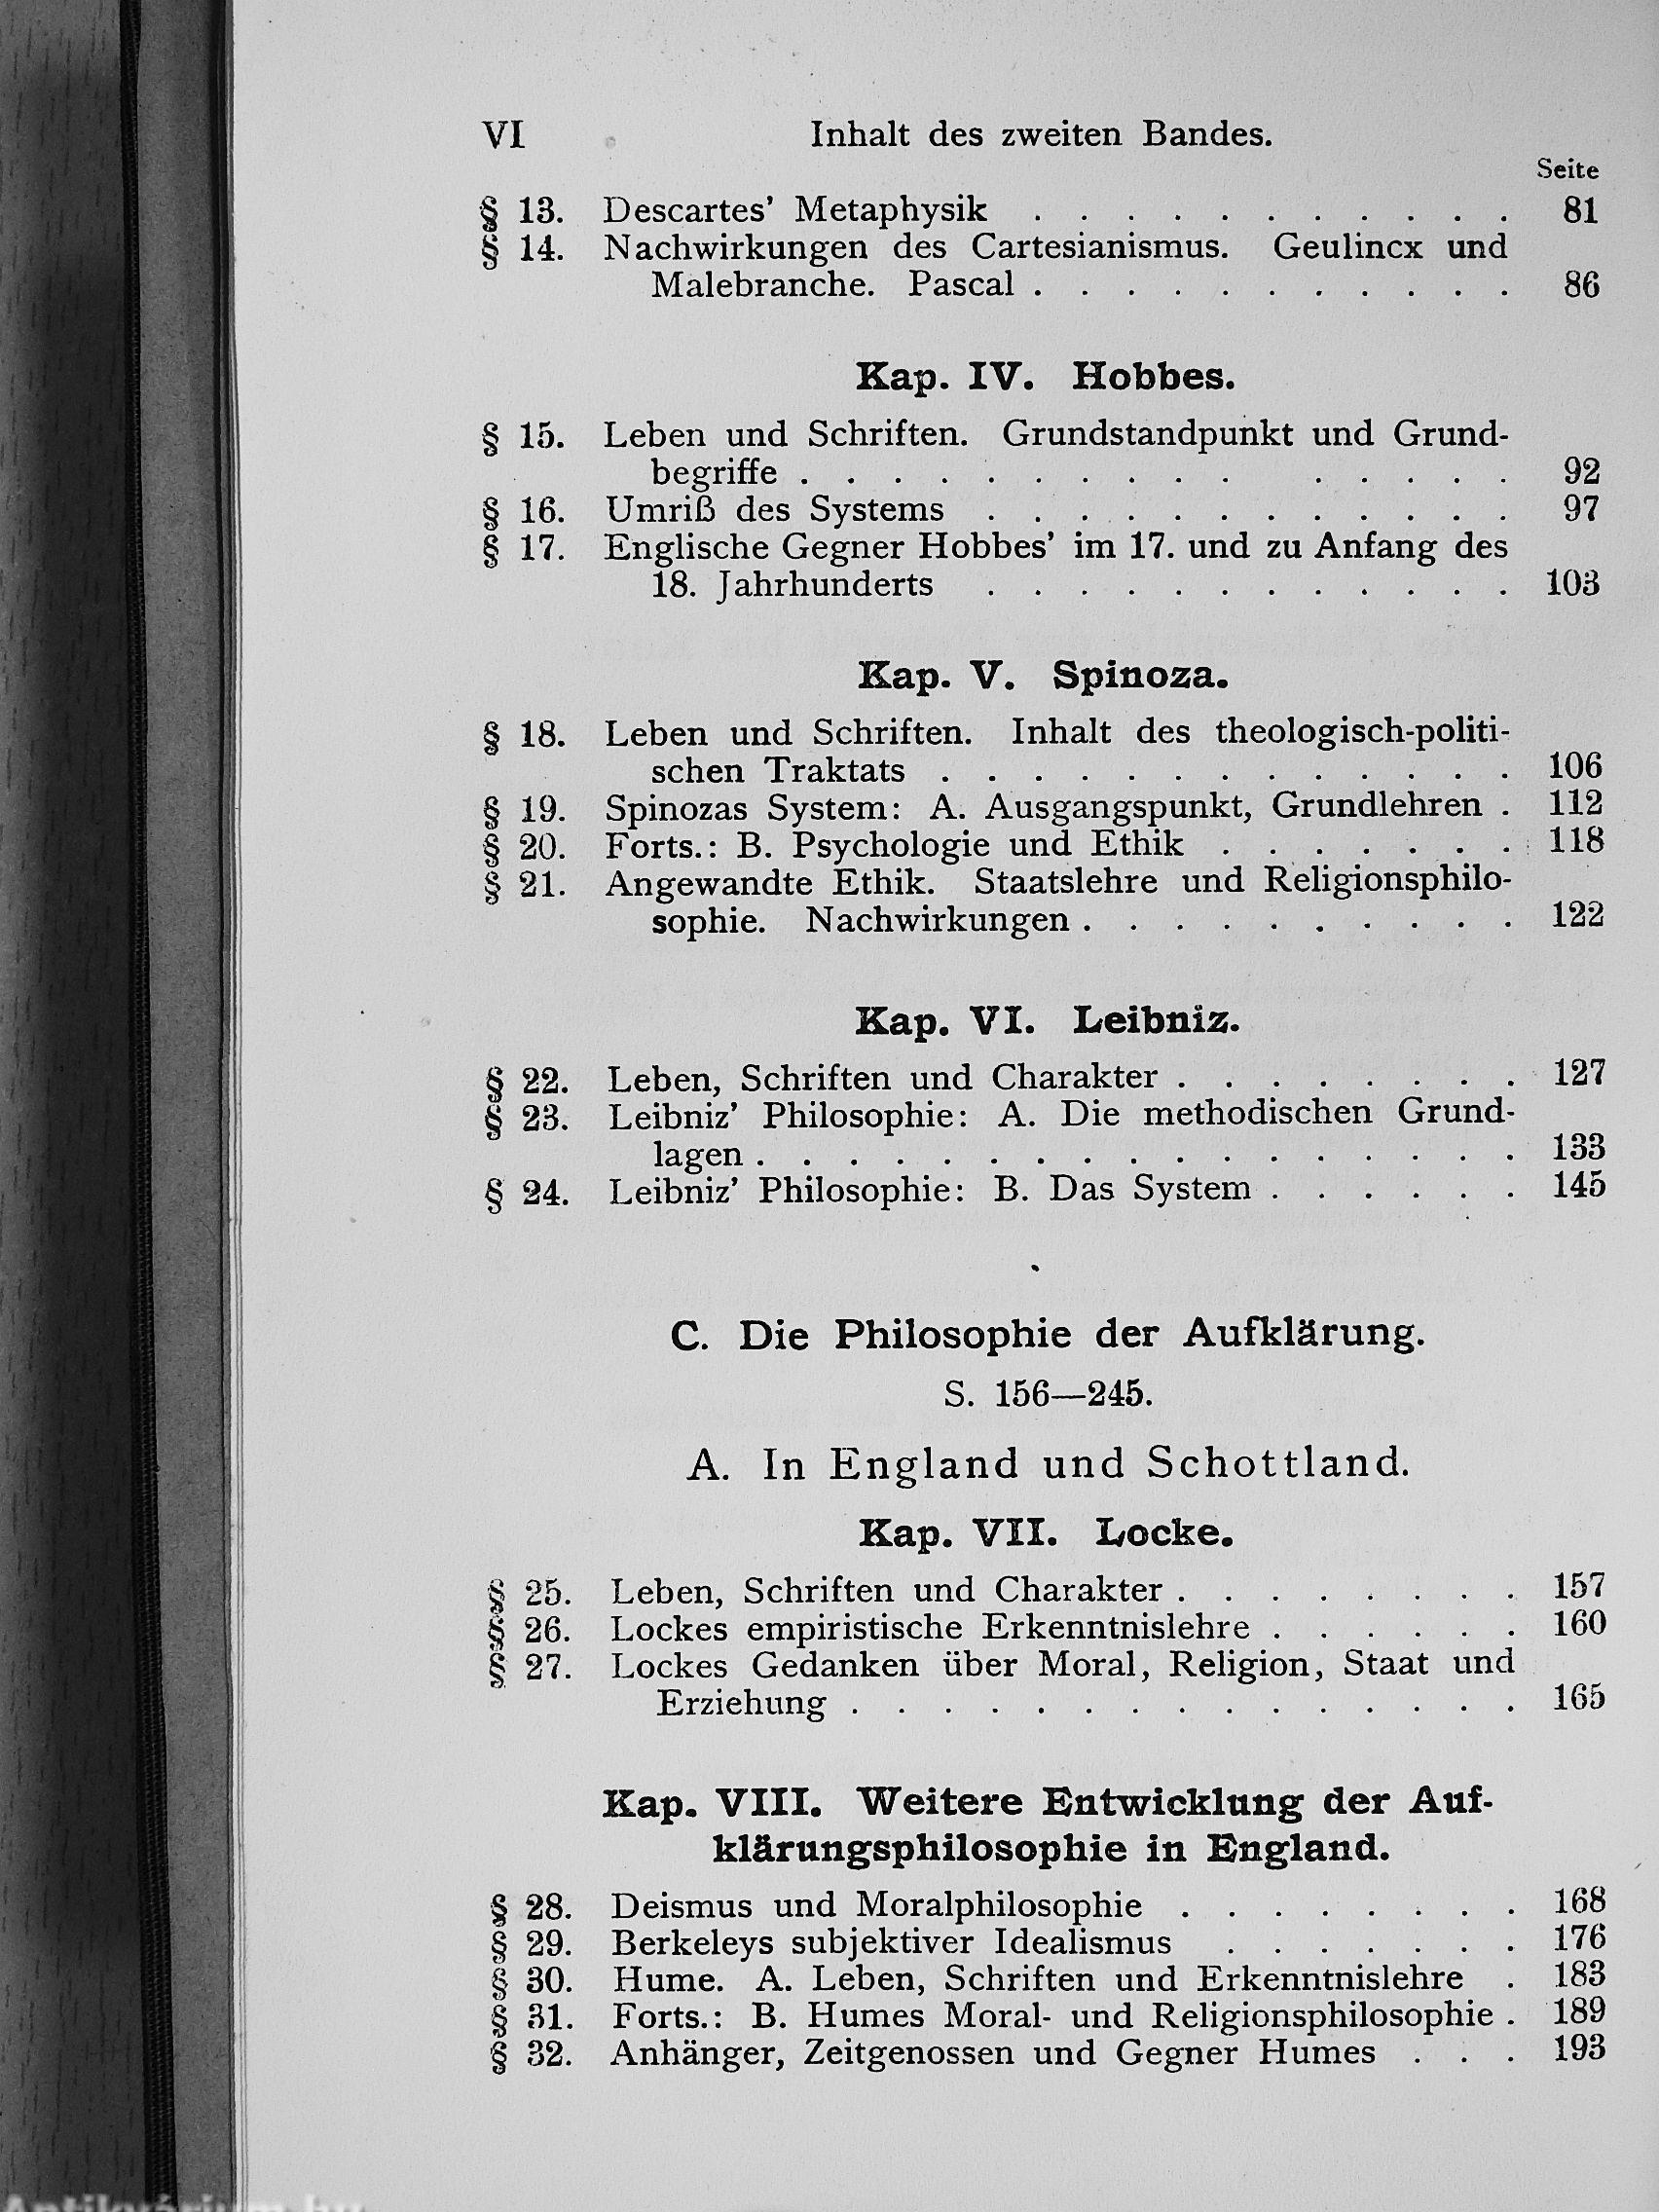 VI Inhalt des zweiten Bandes.
Seite
§ 13. Descartes' Metaphysik . . . . . . . . . . . 81
§ 14. Nachwirkungen des Cartesianismus. Geulincx und
Malebranche. Pascal . . . . . . . . . . . 86
Kap. IV. Hobbes.
§ 15. Leben und Schriften. Grundstandpunkt und Grund-
begriffe . . . . . . . . . . . . . . . 92
§ 16. Umriß des Systems . . . . . . . . . . . . 97
§ 17. Englische Gegner Hobbes' im 17. und zu Anfang des
18. Jahrhunderts . . . . . . . . . . . . 103
Kap. V. Spinoza.
§ 18. Leben und Schriften. Inhalt des theologisch-politi-
schen Traktats . . . . . . . . . . . . . 106
§ 19. Spinozas System: A. Ausgangspunkt, Grundlehren . 112
§ 20. Forts.: B. Psychologie und Ethik . . . . . . . 118
§ 21. Angewandte Ethik. Staatslehre und Religionsphilo-
sophie. Nachwirkungen . . . . . . . . . . 122
Kap. VI. Leibniz.
§ 22. Leben, Schriften und Charakter . . . . . . . . 127
§ 23. Leibniz' Philosophie: A. Die methodischen Grund-
lagen . . . . . . . . . . . . . . . . . 133
§ 24. Leibniz' Philosophie: B. Das System . . . . . . 145
C. Die Philosophie der Aufklärung.
S. 156—245.
A. In England und Schottland.
Kap. VII. Locke.
§ 25. Leben, Schriften und Charakter . . . . . . . . 157
§ 26. Lockes empiristische Erkenntnislehre . . . . . . 160
§ 27. Lockes Gedanken über Moral, Religion, Staat und
Erziehung . . . . . . . . . . . . . . . 165
Kap. VIII. Weitere Entwicklung der Auf-
klärungsphilosophie in England.
§ 28. Deismus und Moralphilosophie . . . . . . . . 168
§ 29. Berkeleys subjektiver Idealismus . . . . . . . 176
§ 30. Hume. A. Leben, Schriften und Erkenntnislehre . 183
§ 31. Forts.: B. Humes Moral- und Religionsphilosophie . 189
§ 32. Anhänger, Zeitgenossen und Gegner Humes . . . 193